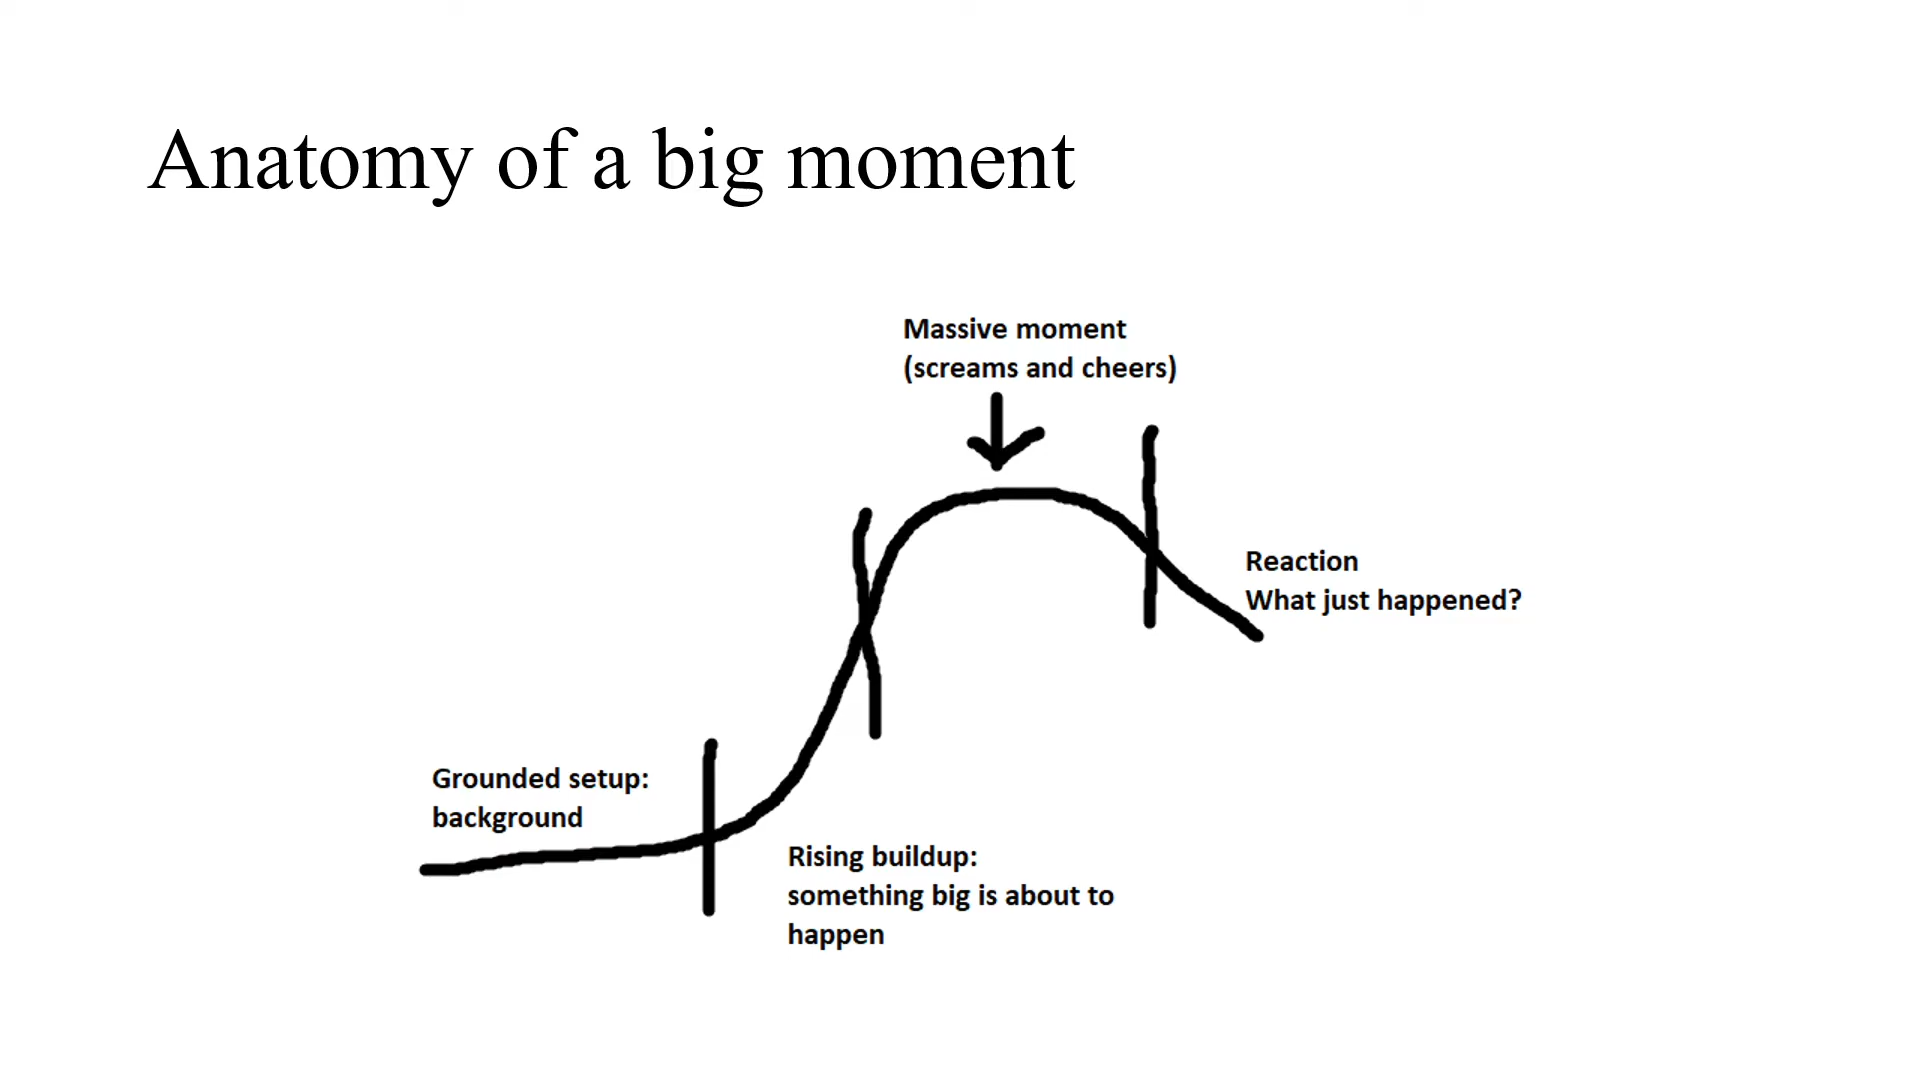 Anatomy of a big moment
Massive moment
(screams and cheers)
Reaction
What just happened?
Grounded setup:
background
Rising buildup:
something big is about to
happen